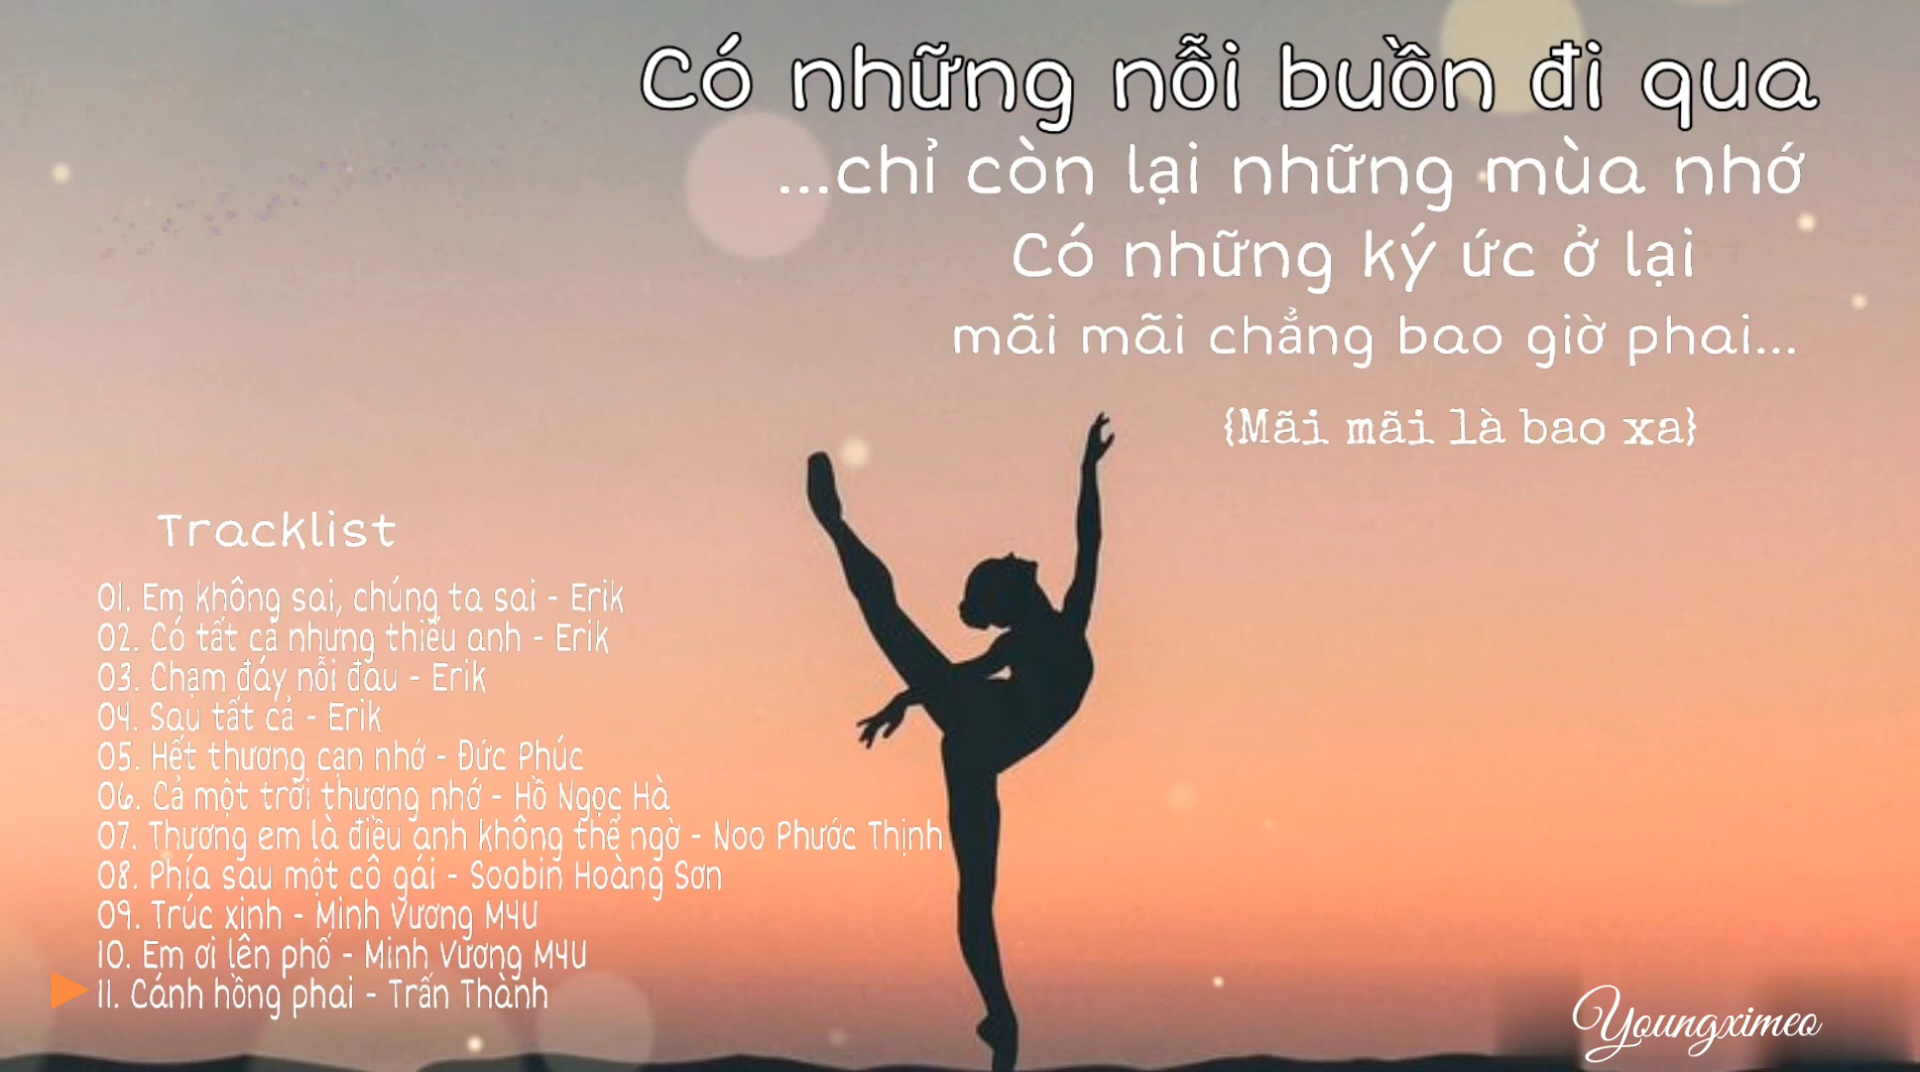 Có những nỗi buồn đi qua
...chỉ còn lại những mùa nhớ
Có những ký ức ở lại
mãi mãi chẳng bao giờ phai...
{Mãi mãi là bao xa}
Tracklist
01. Em không sai, chúng ta sai - Erik
02. Có tất cả nhưng thiếu anh - Erik
03. Chạm đáy nỗi đau - Erik
04. Sau tất cả - Erik
05. Hết thương cạn nhớ - Đức Phúc
06. Cả một trời thương nhớ - Hồ Ngọc Hà
07. Thương em là điều anh không thể ngờ - Noo Phước Thịnh
08. Phía sau một cô gái - Soobin Hoàng Sơn
09. Trúc xinh - Minh Vương M4U
10. Em ơi lên phố - Minh Vương M4U
11. Cánh hồng phai - Trấn Thành
Youngximeo